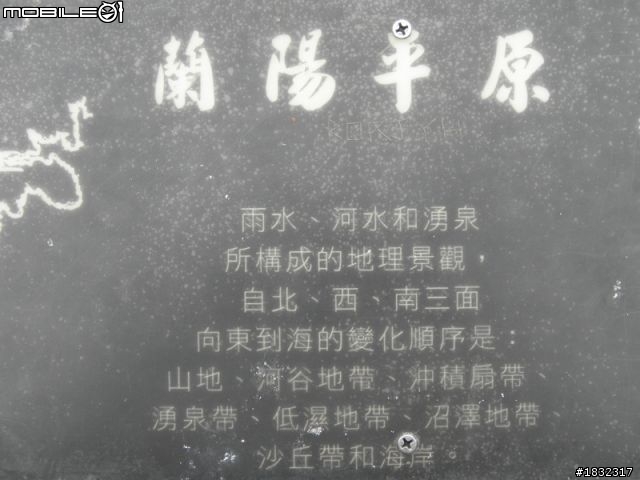 MOBILE01
蘭陽平原
雨水、河水和湧泉
所構成的地理景觀，
自北、西、南三面
向東到海的變化順序是：
山地、河谷地帶、沖積扇帶、
湧泉帶、低濕地帶、沼澤地帶、
沙丘帶和海岸。
#1832317